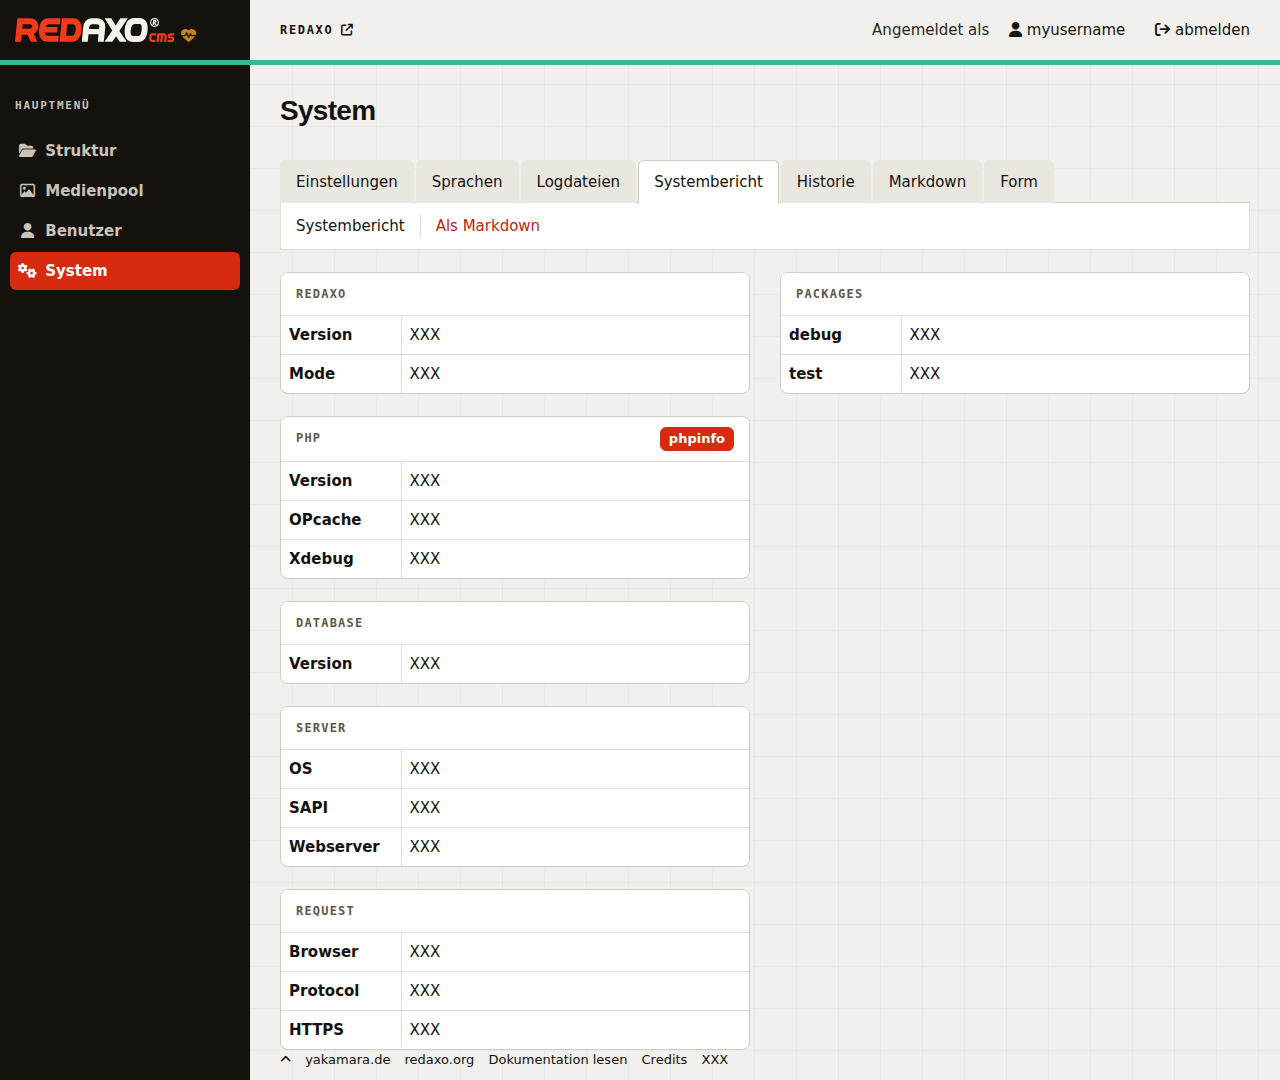 REDAXO® cms
REDAXO
Angemeldet als myusername abmelden
HAUPTMENÜ
Struktur
Medienpool
Benutzer
System
System
Einstellungen Sprachen Logdateien Systembericht Historie Markdown Form
Systembericht Als Markdown
REDAXO
Version XXX
Mode XXX
PACKAGES
debug XXX
test XXX
PHP phpinfo
Version XXX
OPcache XXX
Xdebug XXX
DATABASE
Version XXX
SERVER
OS XXX
SAPI XXX
Webserver XXX
REQUEST
Browser XXX
Protocol XXX
HTTPS XXX
yakamara.de redaxo.org Dokumentation lesen Credits XXX